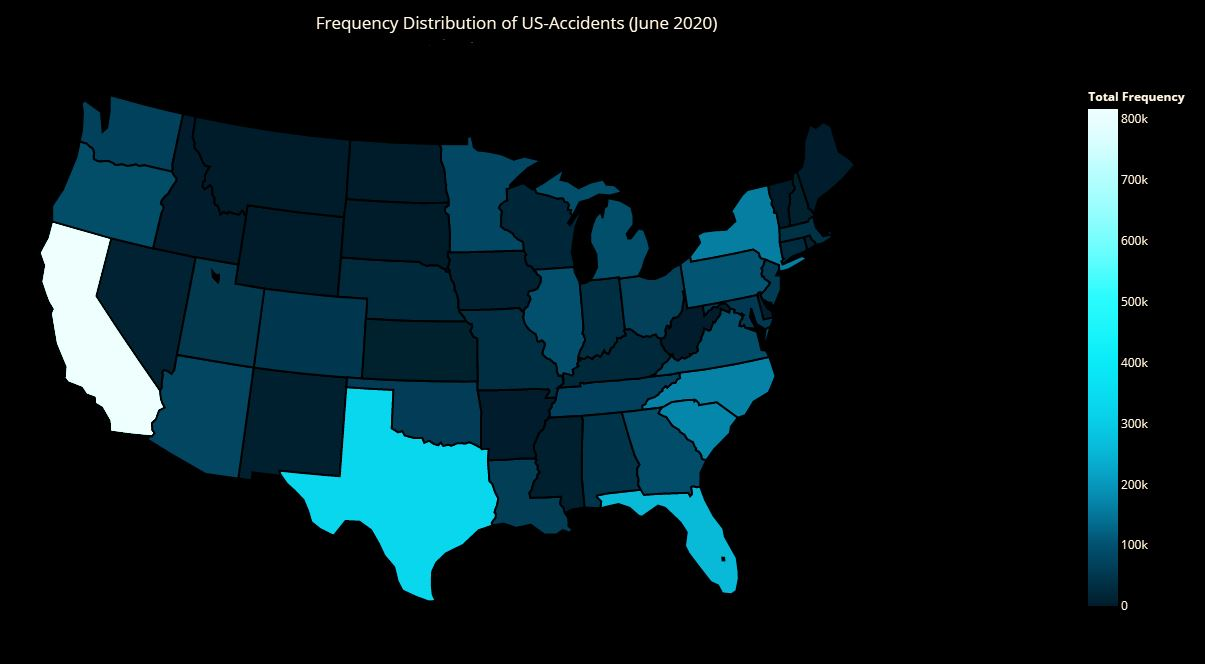 Frequency Distribution of US-Accidents (June 2020)
Total Frequency
800k
700k
600k
500k
400k
300k
200k
100k
0